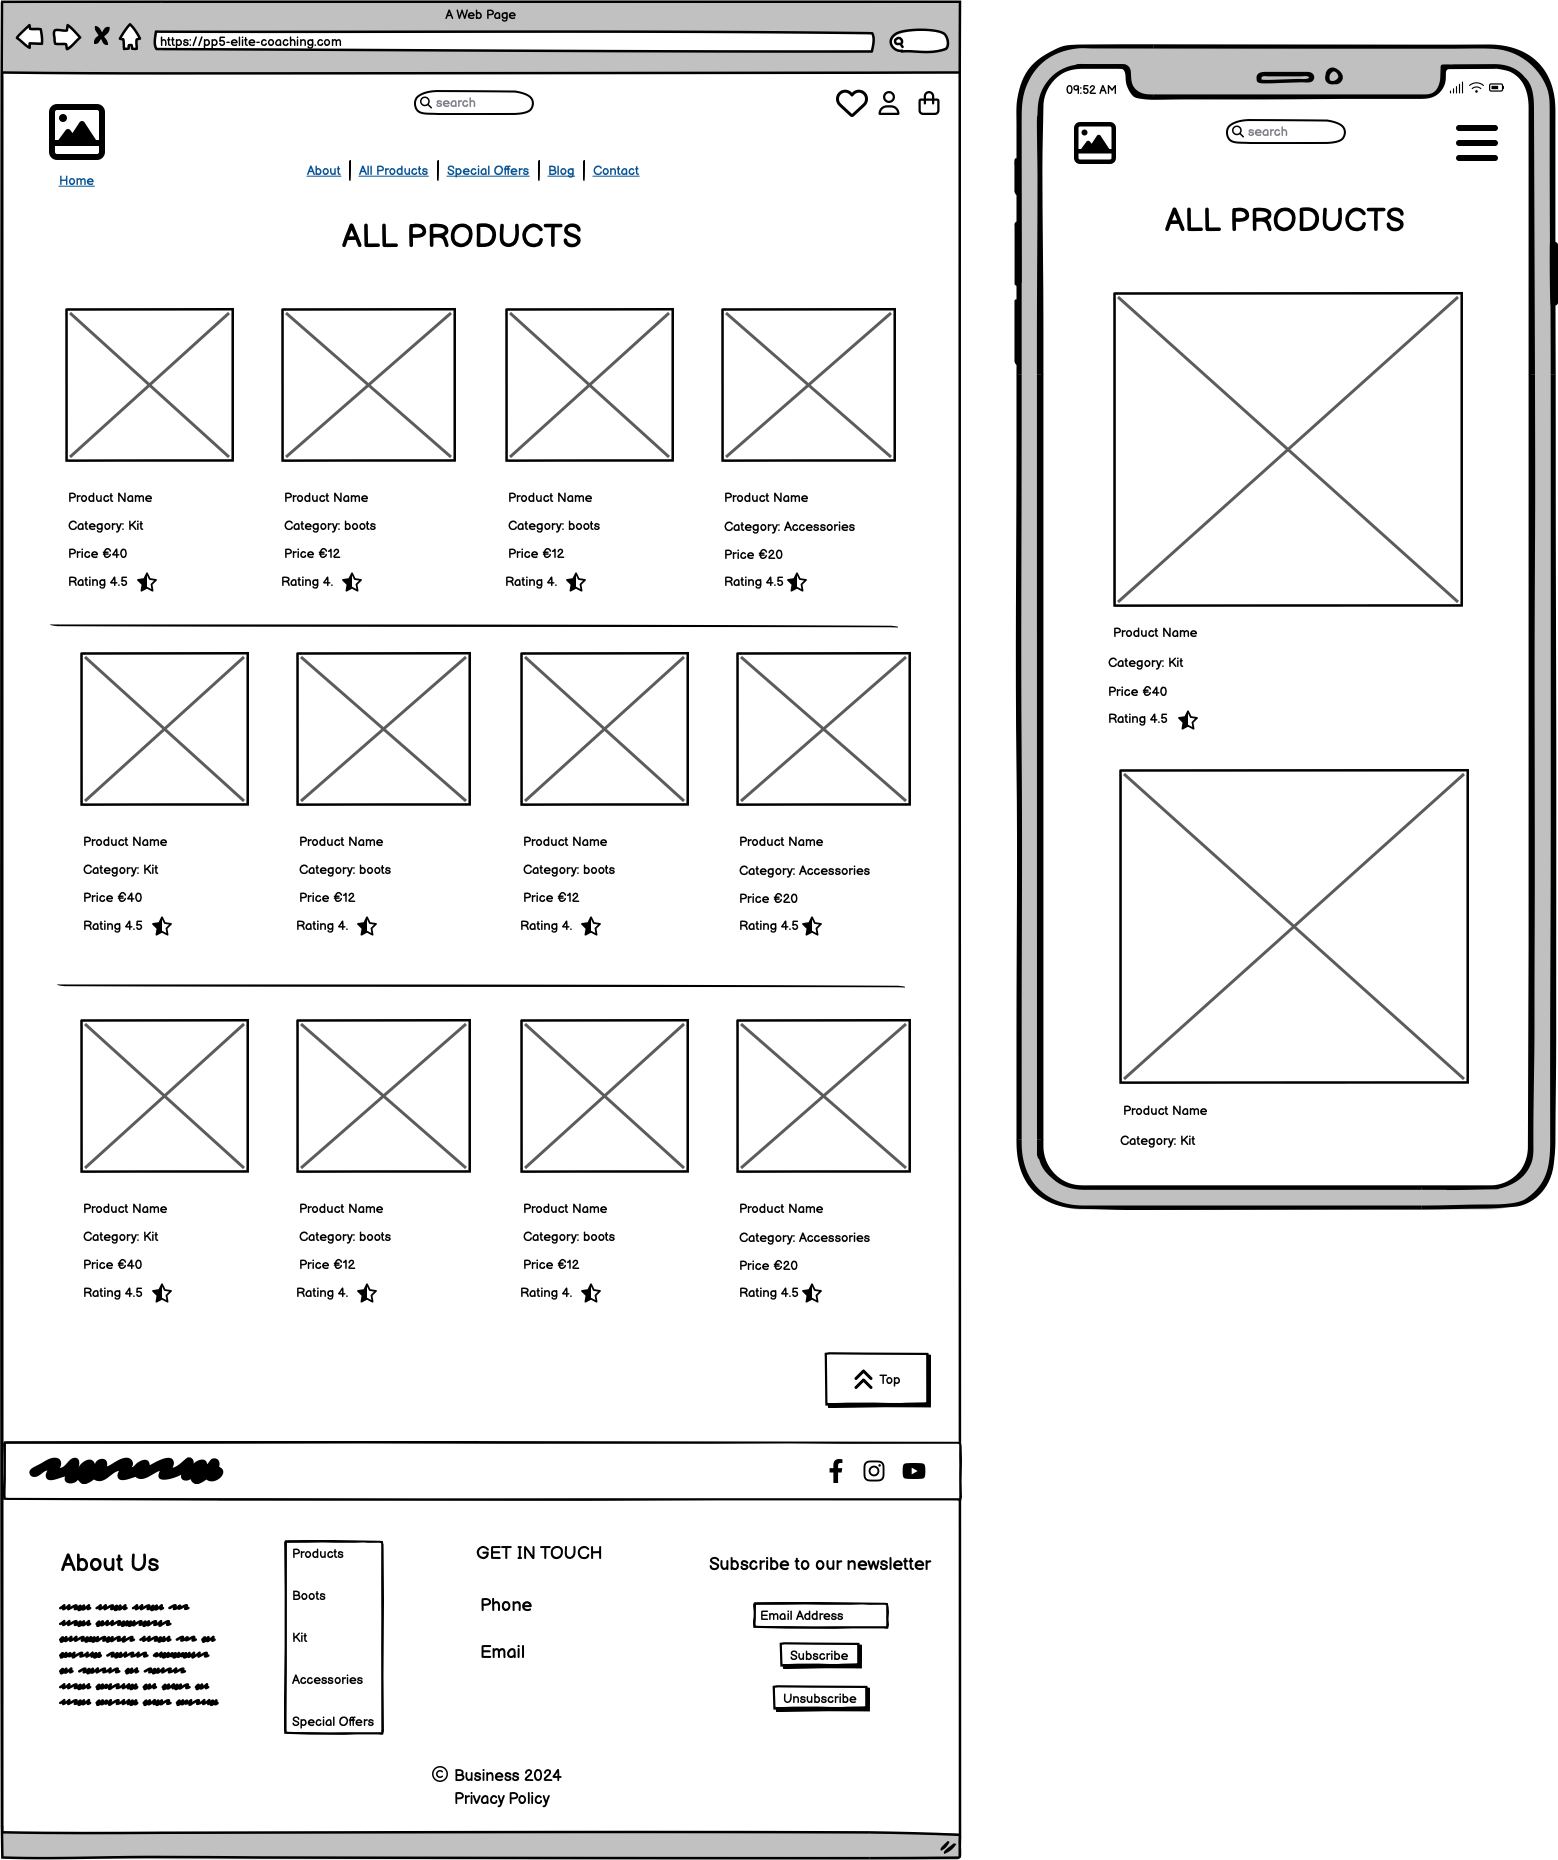 A Web Page
https://pp5-elite-coaching.com
search
Home
About All Products Special Offers Blog Contact
ALL PRODUCTS
Product Name Product Name Product Name Product Name
Category: Kit Category: boots Category: boots Category: Accessories
Price €40 Price €12 Price €12 Price €20
Rating 4.5 Rating 4. Rating 4. Rating 4.5
Product Name Product Name Product Name Product Name
Category: Kit Category: boots Category: boots Category: Accessories
Price €40 Price €12 Price €12 Price €20
Rating 4.5 Rating 4. Rating 4. Rating 4.5
Product Name Product Name Product Name Product Name
Category: Kit Category: boots Category: boots Category: Accessories
Price €40 Price €12 Price €12 Price €20
Rating 4.5 Rating 4. Rating 4. Rating 4.5
Top
About Us
Products
Boots
Kit
Accessories
Special Offers
GET IN TOUCH
Phone
Email
Subscribe to our newsletter
Email Address
Subscribe
Unsubscribe
© Business 2024
Privacy Policy
09:52 AM
search
ALL PRODUCTS
Product Name
Category: Kit
Price €40
Rating 4.5
Product Name
Category: Kit